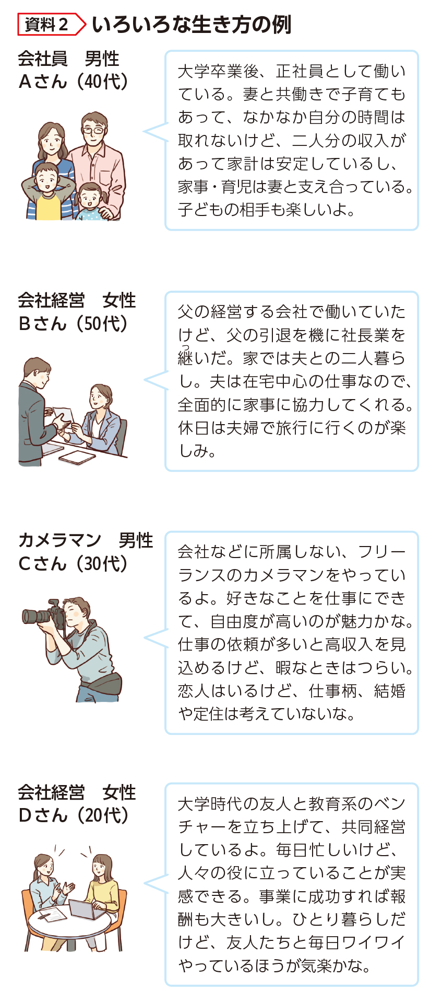 資料2 いろいろな生き方の例
会社員　男性
Aさん（40代）
大学卒業後、正社員として働い
ている。妻と共働きで子育ても
あって、なかなか自分の時間は
取れないけど、二人分の収入が
あって家計は安定しているし、
家事・育児は妻と支え合っている。
子どもの相手も楽しいよ。
会社経営　女性
Bさん（50代）
父の経営する会社で働いていた
けど、父の引退を機に社長業を
継いだ。家では夫との二人暮ら
っ
し。夫は在宅中心の仕事なので、
全面的に家事に協力してくれる。
休日は夫婦で旅行に行くのが楽
しみ。
カメラマン　男性
Cさん（30代）
会社などに所属しない、フリー
ランスのカメラマンをやってい
るよ。好きなことを仕事にでき
て、自由度が高いのが魅力かな。
仕事の依頼が多いと高収入を見
込めるけど、暇なときはつらい。
恋人はいるけど、仕事柄、結婚
や定住は考えていないな。
会社経営　女性
Dさん（20代）
大学時代の友人と教育系のベン
チャーを立ち上げて、共同経営
しているよ。毎日忙しいけど、
人々の役に立っていることが実
感できる。事業に成功すれば報
酬も大きいし。ひとり暮らしだ
けど、友人たちと毎日ワイワイ
やっているほうが気楽かな。